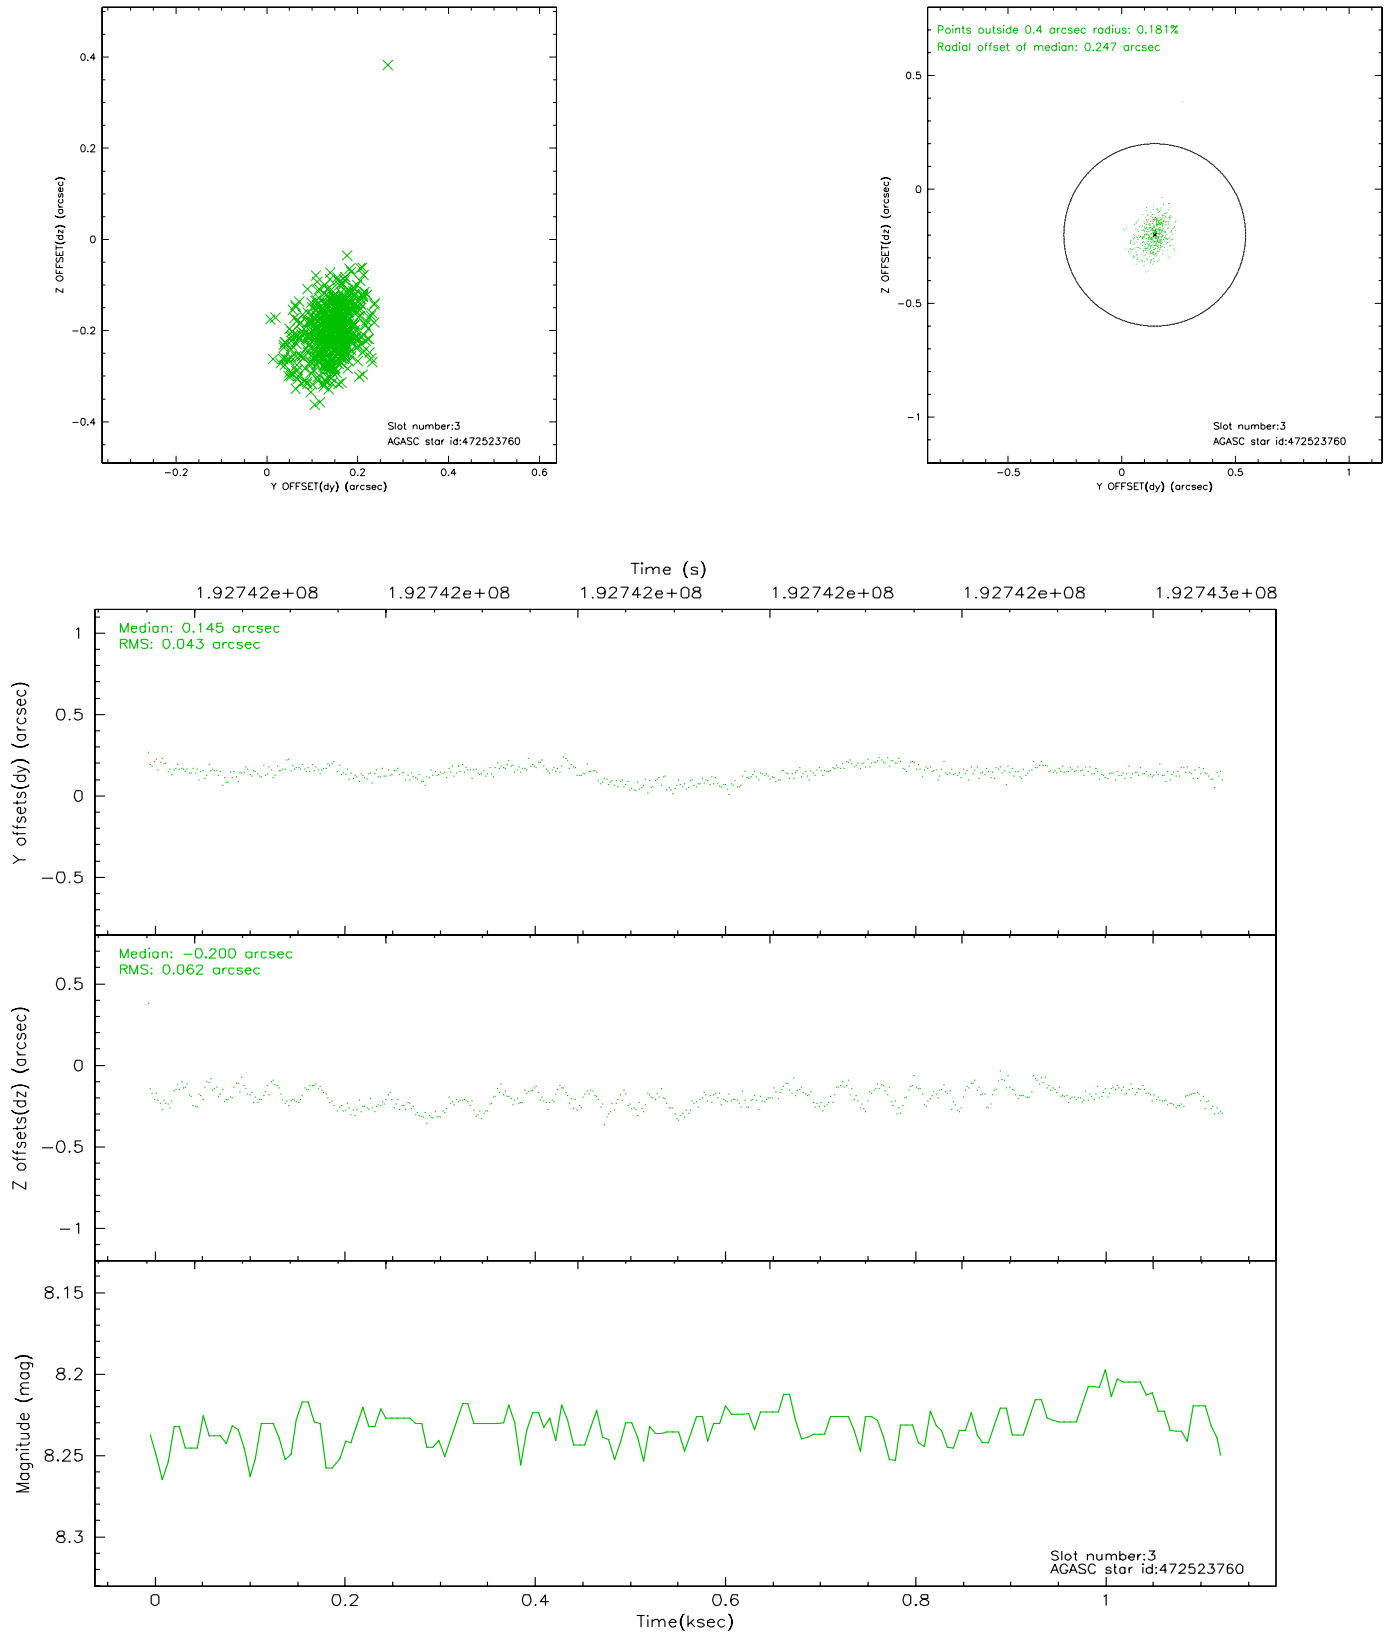 0.4
0.2
0
−0.2
−0.4
Z OFFSET(dz) (arcsec)
Slot number:3
AGASC star id:472523760
−0.2
0
0.2
0.4
0.6
Y OFFSET(dy) (arcsec)
Points outside 0.4 arcsec radius: 0.181%
Radial offset of median: 0.247 arcsec
0.5
0
−0.5
−1
Z OFFSET(dz) (arcsec)
Slot number:3
AGASC star id:472523760
−0.5
0
0.5
1
Y OFFSET(dy) (arcsec)
Time (s)
1.92742e+08
1.92742e+08
1.92742e+08
1.92742e+08
1.92742e+08
1.92743e+08
Median: 0.145 arcsec
RMS: 0.043 arcsec
1
0.5
0
−0.5
Y offsets(dy) (arcsec)
Median: −0.200 arcsec
RMS: 0.062 arcsec
0.5
0
−0.5
−1
Z offsets(dz) (arcsec)
8.15
8.2
8.25
8.3
Magnitude (mag)
Slot number:3
AGASC star id:472523760
0
0.2
0.4
0.6
0.8
1
Time(ksec)